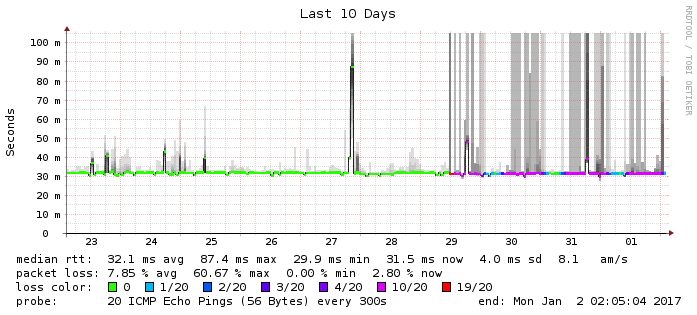 Last 10 Days
RRDTOOL / TOBI OETIKER
Seconds
100 m
90 m
80 m
70 m
60 m
50 m
40 m
30 m
20 m
10 m
0
23 24 25 26 27 28 29 30 31 01
median rtt: 32.1 ms avg 87.4 ms max 29.9 ms min 31.5 ms now 4.0 ms sd 8.1 am/s
packet loss: 7.85 % avg 60.67 % max 0.00 % min 2.80 % now
loss color: 0 1/20 2/20 3/20 4/20 10/20 19/20
probe: 20 ICMP Echo Pings (56 Bytes) every 300s end: Mon Jan 2 02:05:04 2017